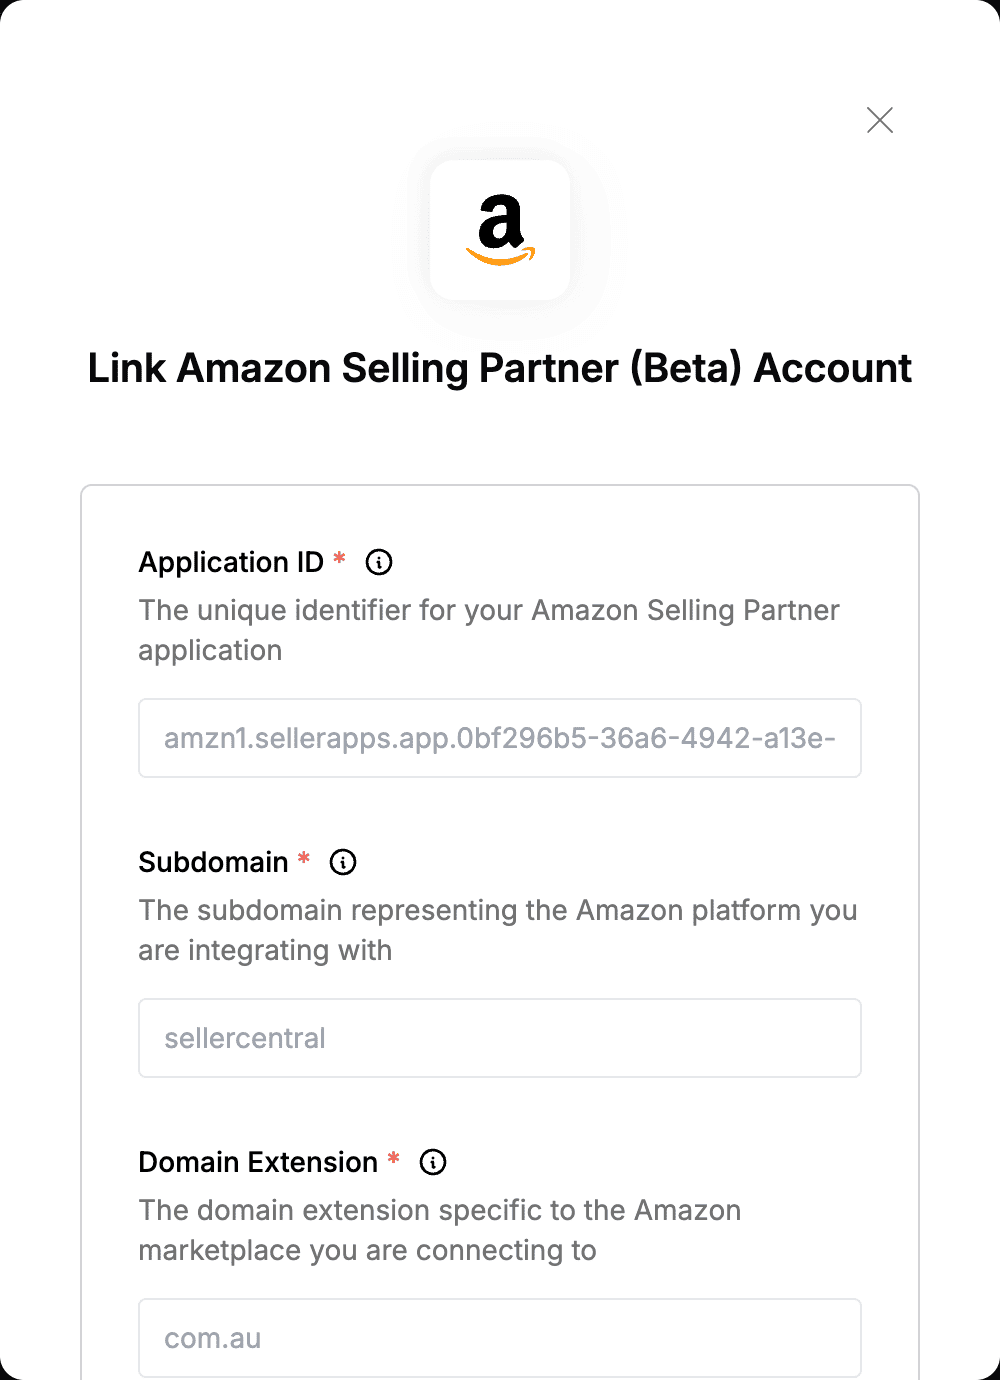 a
Link Amazon Selling Partner (Beta) Account
Application ID *
The unique identifier for your Amazon Selling Partner
application
amzn1.sellerapps.app.0bf296b5-36a6-4942-a13e-
Subdomain *
The subdomain representing the Amazon platform you
are integrating with
sellercentral
Domain Extension *
The domain extension specific to the Amazon
marketplace you are connecting to
com.au